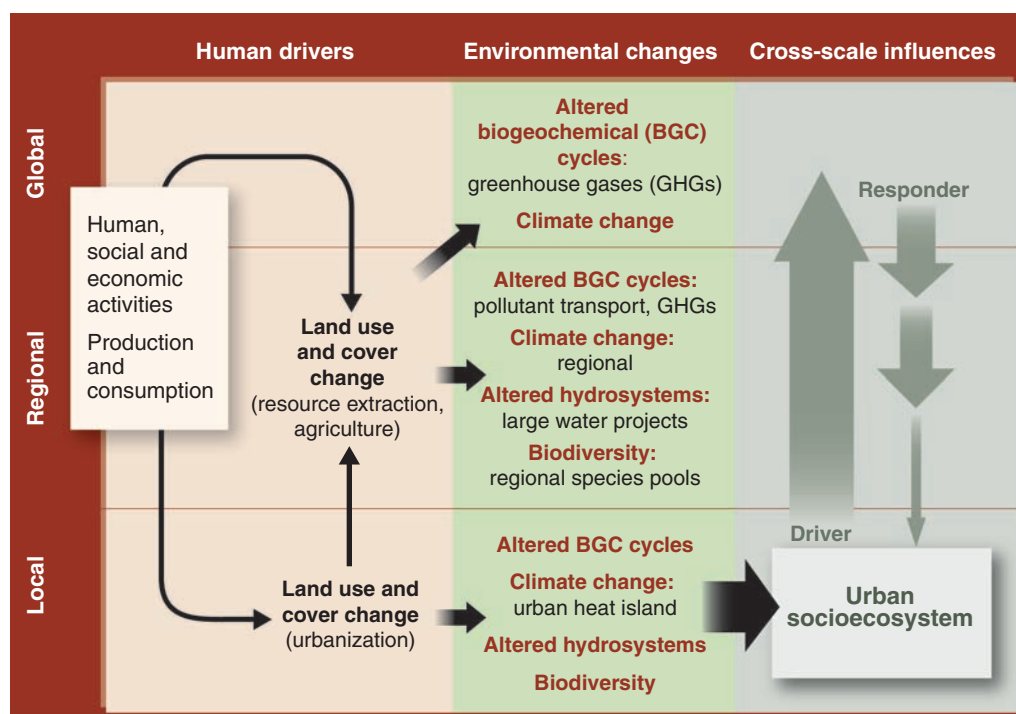 Human drivers
Environmental changes
Cross-scale influences
Global
Regional
Local
Human,
social and
economic
activities
Production
and
consumption
Land use
and cover
change
(resource extraction,
agriculture)
Land use and
cover change
(urbanization)
Altered
biogeochemical (BGC)
cycles:
greenhouse gases (GHGs)
Climate change
Altered BGC cycles:
pollutant transport, GHGs
Climate change:
regional
Altered hydrosystems:
large water projects
Biodiversity:
regional species pools
Altered BGC cycles
Climate change:
urban heat island
Altered hydrosystems
Biodiversity
Responder
Driver
Urban
socioecosystem